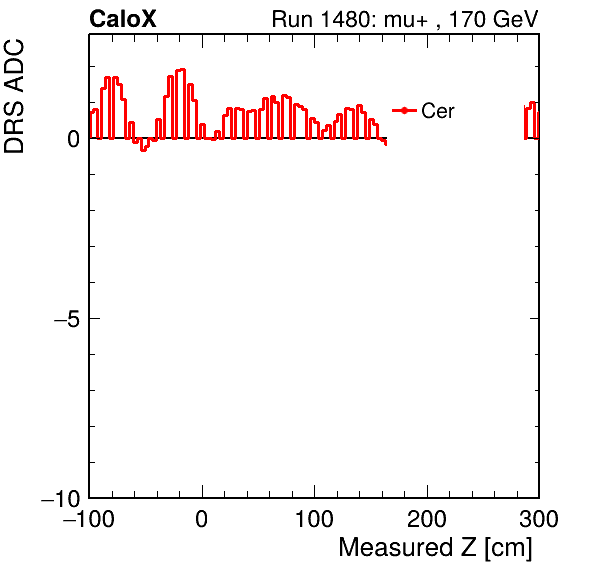 CaloX Run 1480: mu+ , 170 GeV
DRS ADC
Cer
0
−5
−10
−100 0 100 200 300
Measured Z [cm]